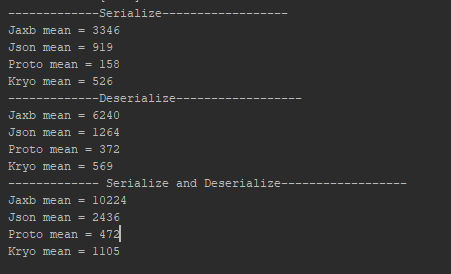 -------------Serialize------------------
Jaxb mean = 3346
Json mean = 919
Proto mean = 158
Kryo mean = 526
-------------Deserialize------------------
Jaxb mean = 6240
Json mean = 1264
Proto mean = 372
Kryo mean = 569
------------- Serialize and Deserialize------------------
Jaxb mean = 10224
Json mean = 2436
Proto mean = 472
Kryo mean = 1105